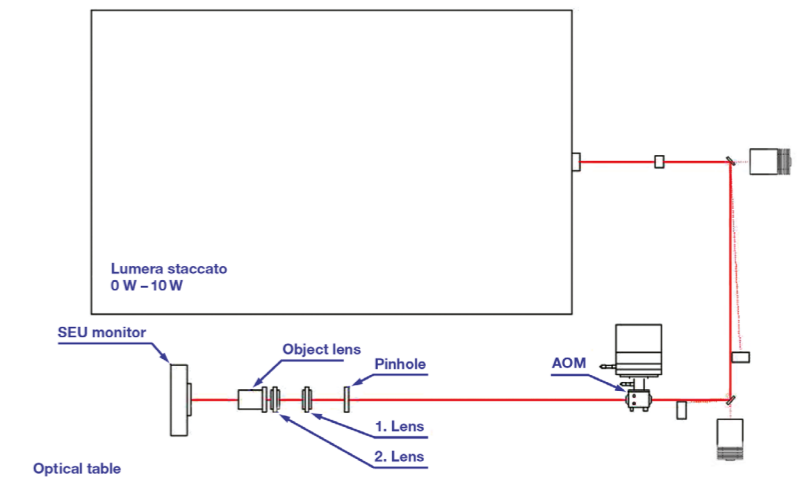 Lumera staccato
0 W – 10 W
SEU monitor
Object lens
Pinhole
AOM
1. Lens
2. Lens
Optical table